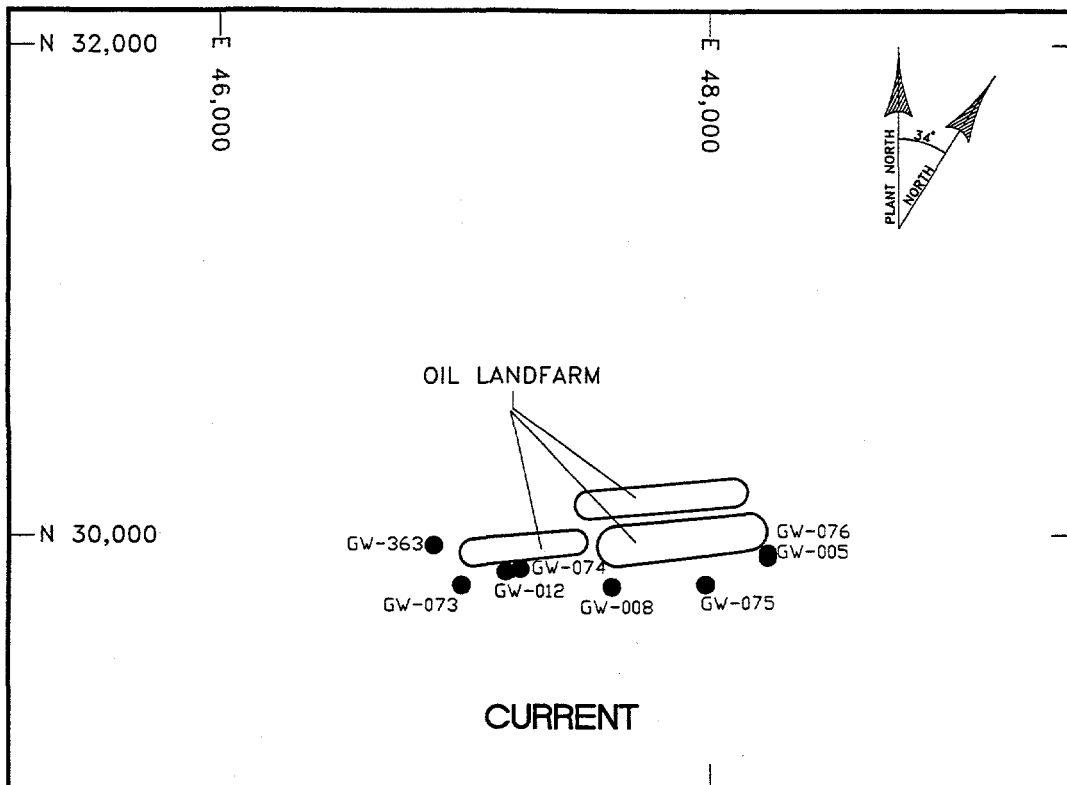 N 32,000
E 46,000
E 48,000
PLANT NORTH
34°
NORTH
OIL LANDFARM
N 30,000
GW-363
GW-076
GW-005
GW-074
GW-073
GW-012
GW-008
GW-075
CURRENT